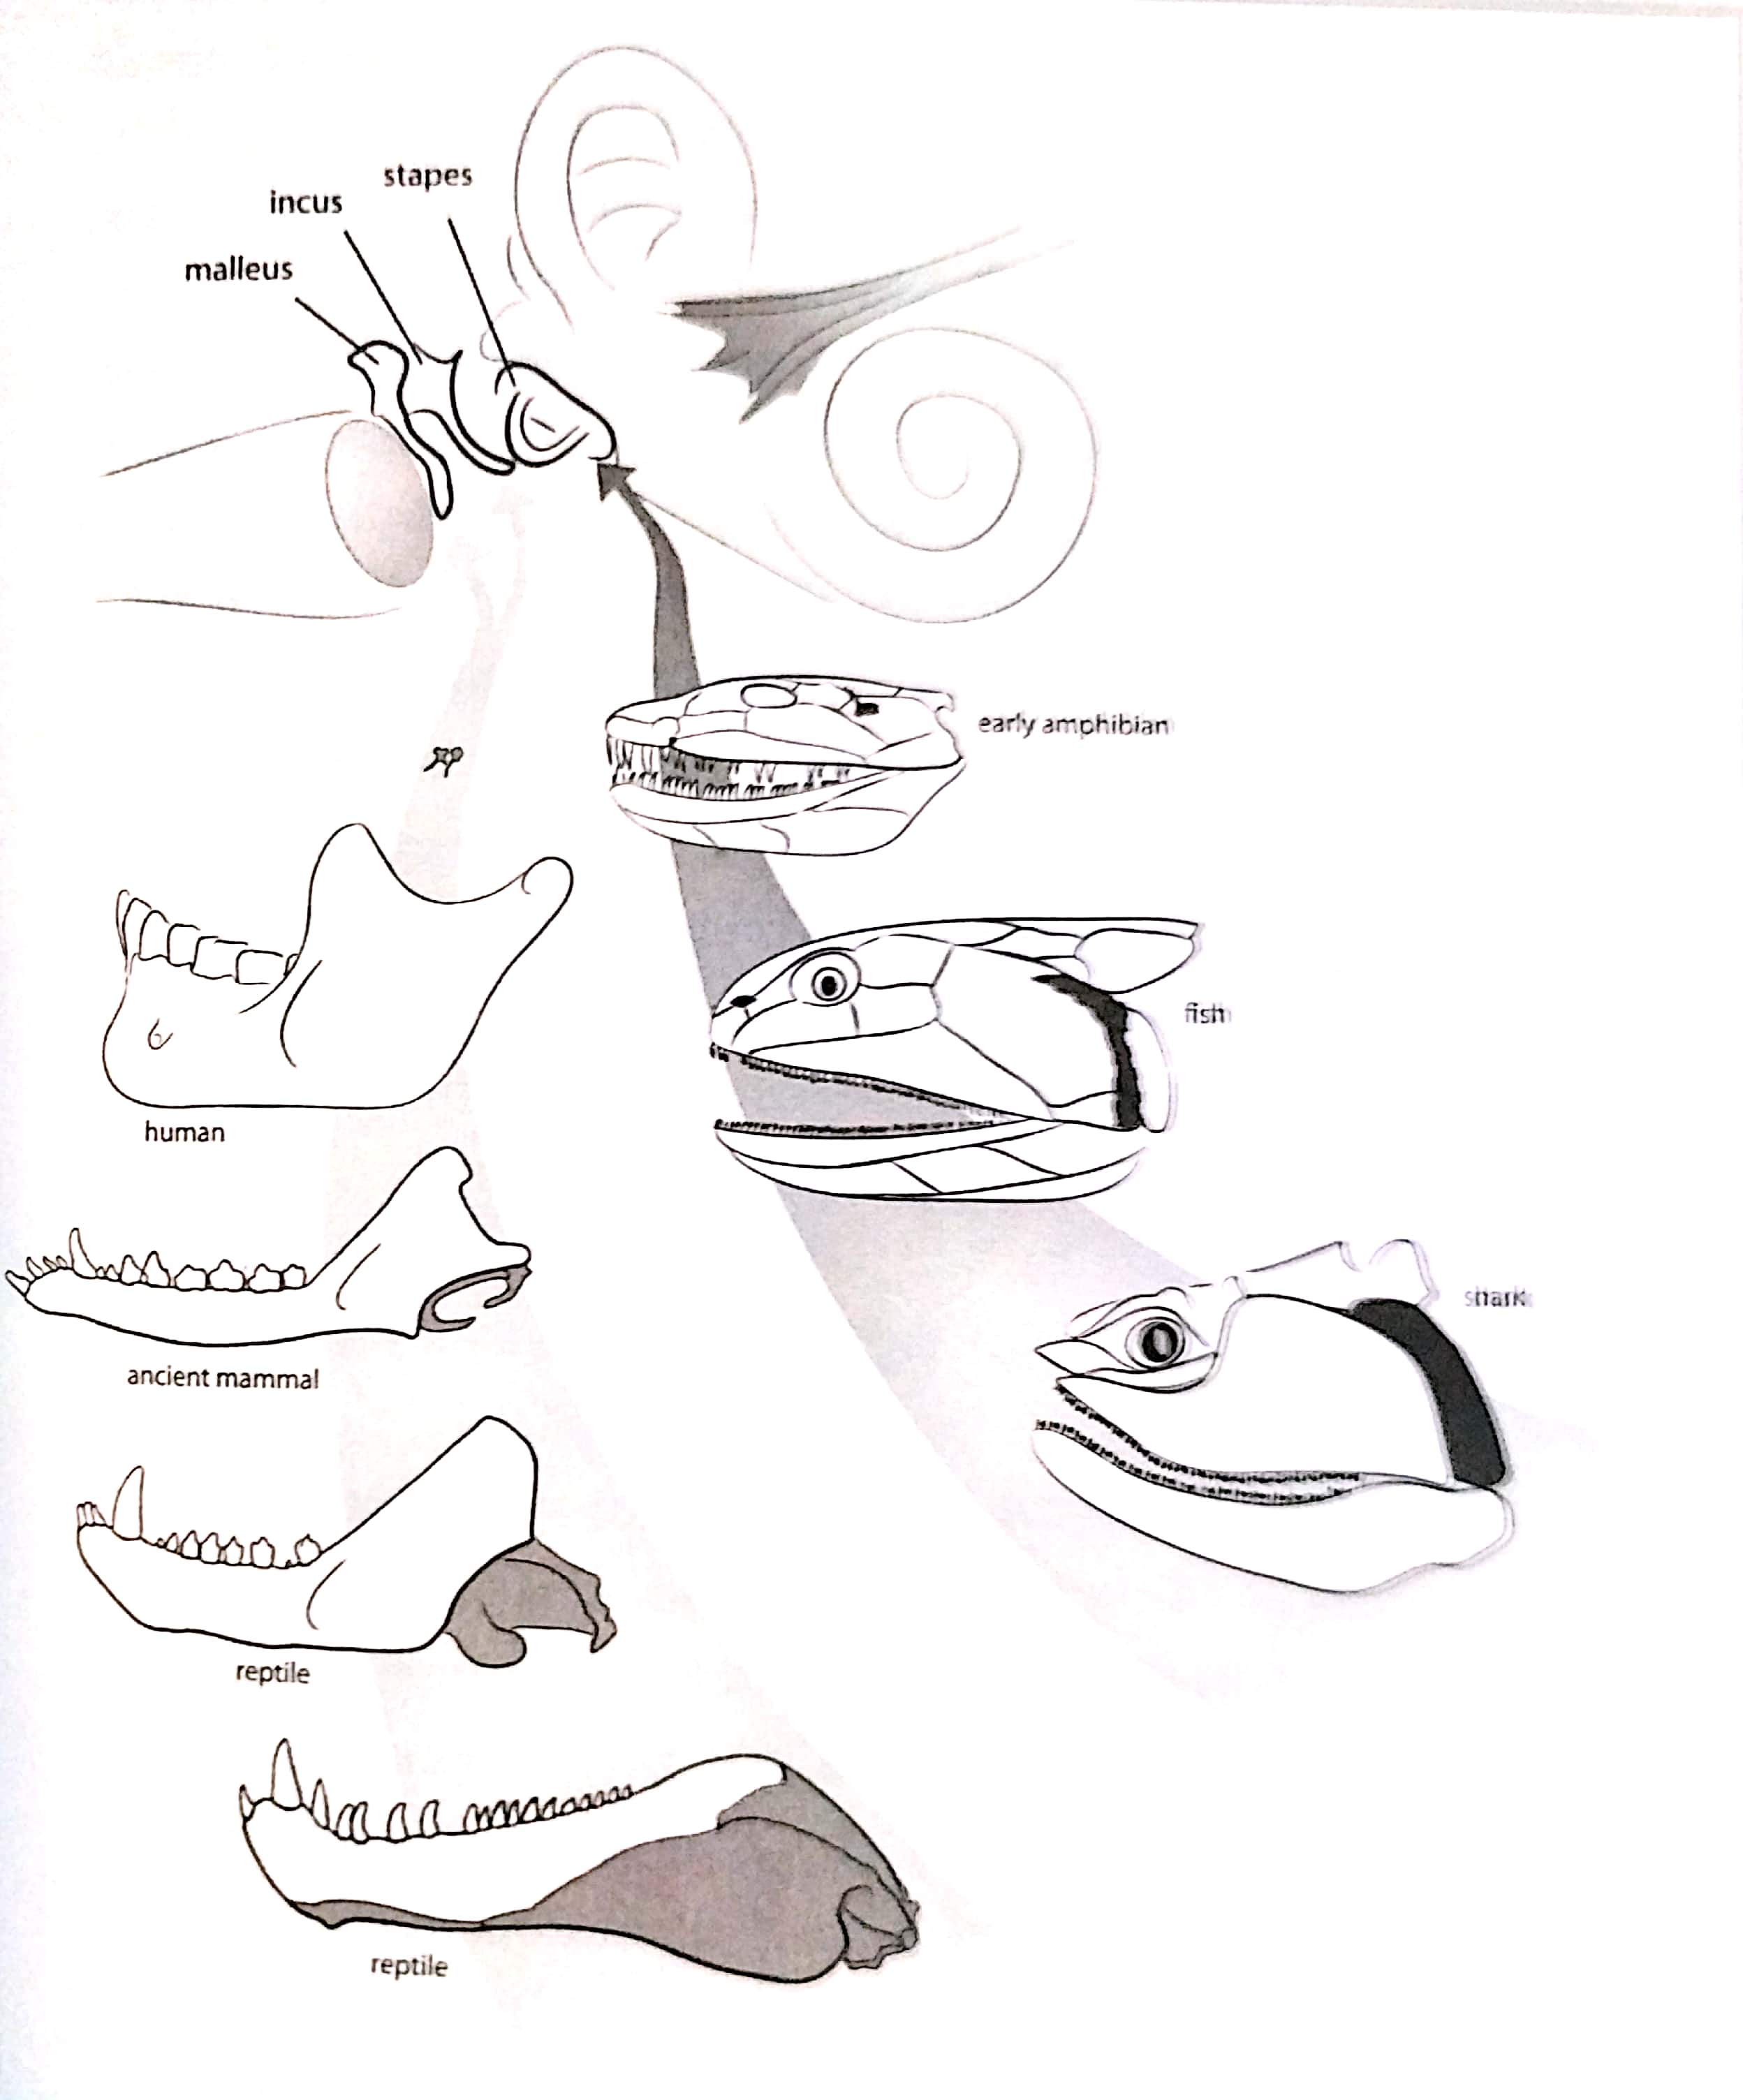 stapes
incus
malleus
early amphibian
fish
human
shark
ancient mammal
reptile
reptile